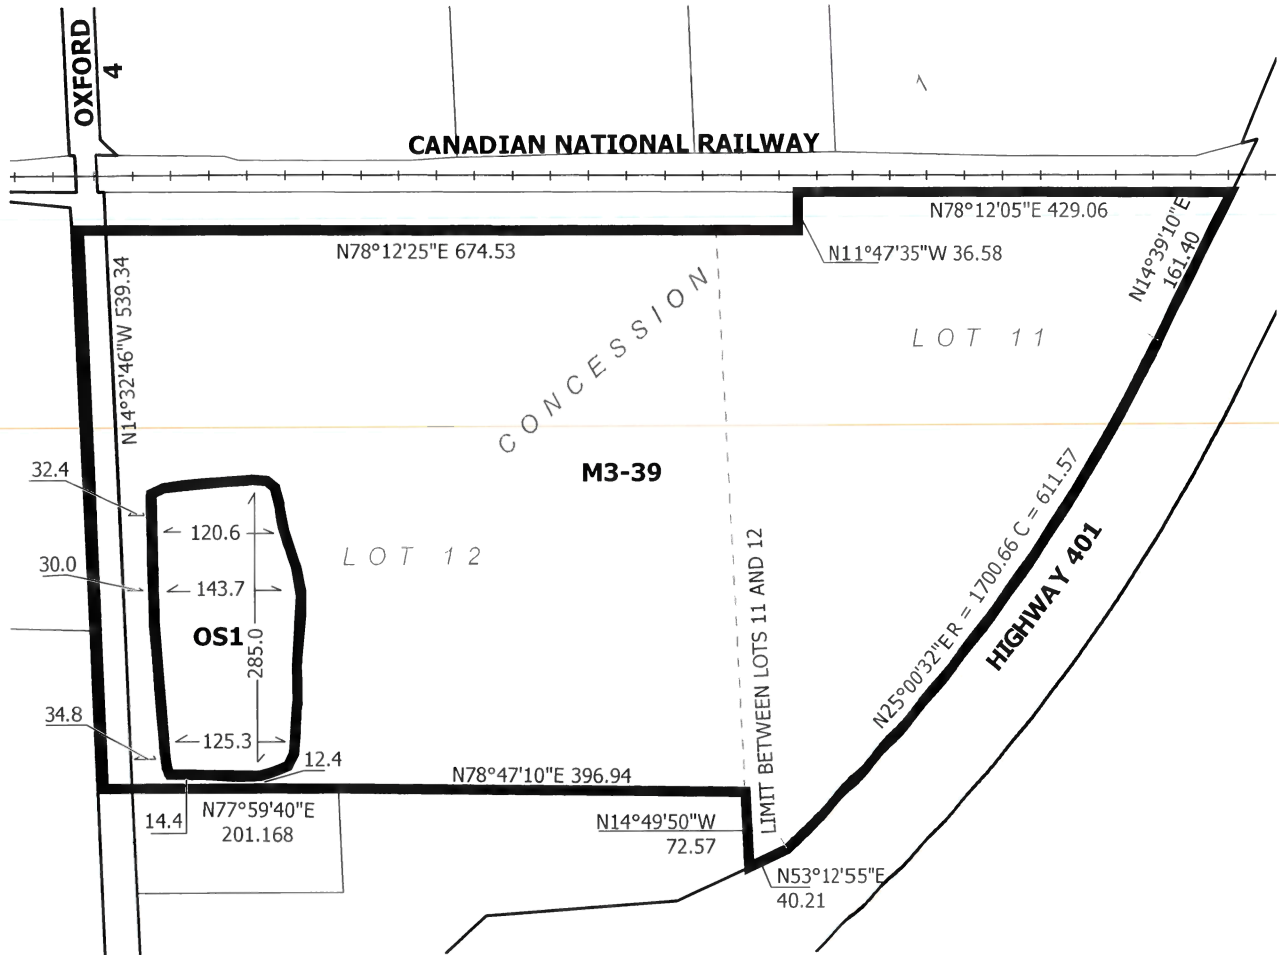 OXFORD
4
1
CANADIAN NATIONAL RAILWAY
N78°12'05"E 429.06
N78°12'25"E 674.53
N11°47'35"W 36.58
N14°39'10"E
161.40
N14°32'46"W 539.34
CONCESSION
LOT 11
M3-39
32.4
120.6
LOT 12
30.0
143.7
OS1
285.0
LIMIT BETWEEN LOTS 11 AND 12
N25°00'32"E R = 1700.66 C = 611.57
HIGHWAY 401
34.8
125.3
12.4
N78°47'10"E 396.94
14.4
N77°59'40"E
201.168
N14°49'50"W
72.57
N53°12'55"E
40.21